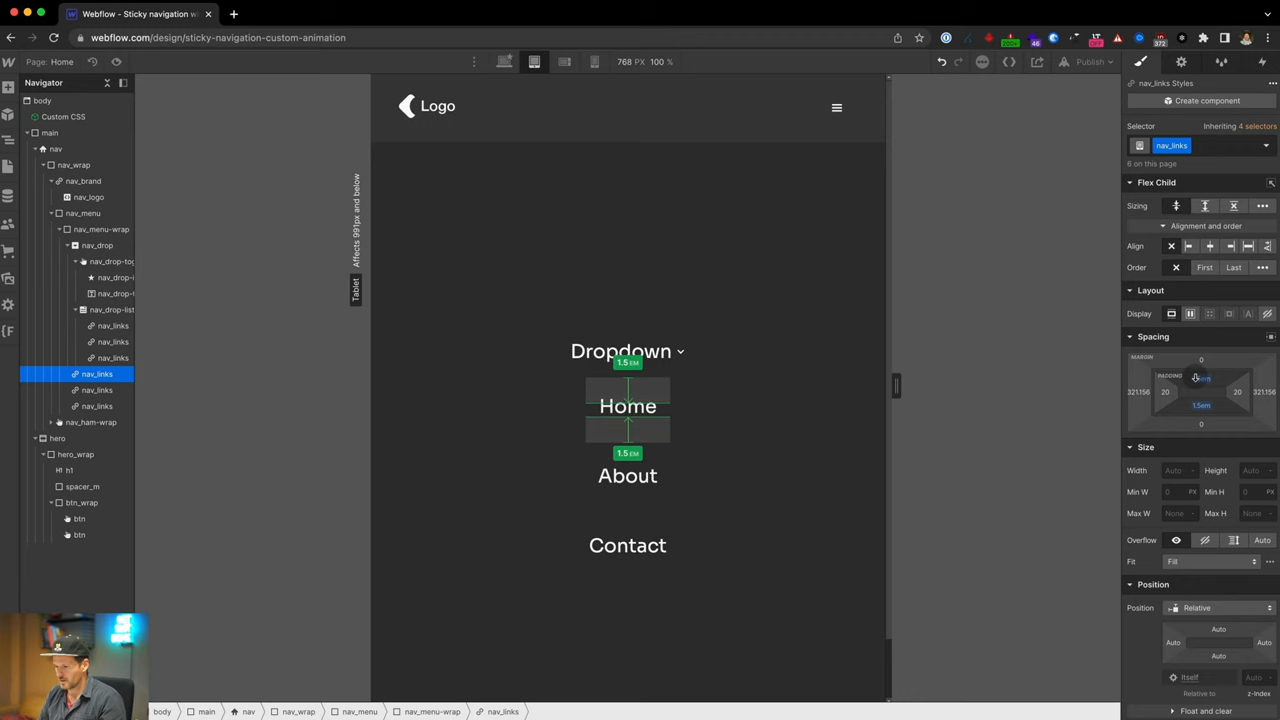 Webflow - Sticky navigation w
webflow.com/design/sticky-navigation-custom-animation
Page: Home
768 PX 100 %
Publish
Navigator
body
Custom CSS
main
nav
nav_wrap
nav_brand
nav_logo
nav_menu
nav_menu-wrap
nav_drop
nav_drop-tog
nav_drop-i
nav_drop-t
nav_drop-list
nav_links
nav_links
nav_links
nav_links
nav_links
nav_links
nav_ham-wrap
hero
hero_wrap
h1
spacer_m
btn_wrap
btn
btn
Affects 991px and below
Tablet
Logo
Dropdown
1.5 EM
Home
1.5 EM
About
Contact
nav_links Styles
Create component
Selector
Inheriting 4 selectors
nav_links
6 on this page
Flex Child
Sizing
Alignment and order
Align
Order
First
Last
Layout
Display
Spacing
MARGIN
0
PADDING
321.156
20
20
321.156
1.5em
0
Size
Width Auto - Height Auto -
Min W 0 PX Min H 0 PX
Max W None - Max H None -
Overflow
Auto
Fit
Fill
Position
Position
Relative
Auto
Auto
Auto
Auto
Itself
Auto
Relative to
z-Index
Float and clear
body
main
nav
nav_wrap
nav_menu
nav_menu-wrap
nav_links